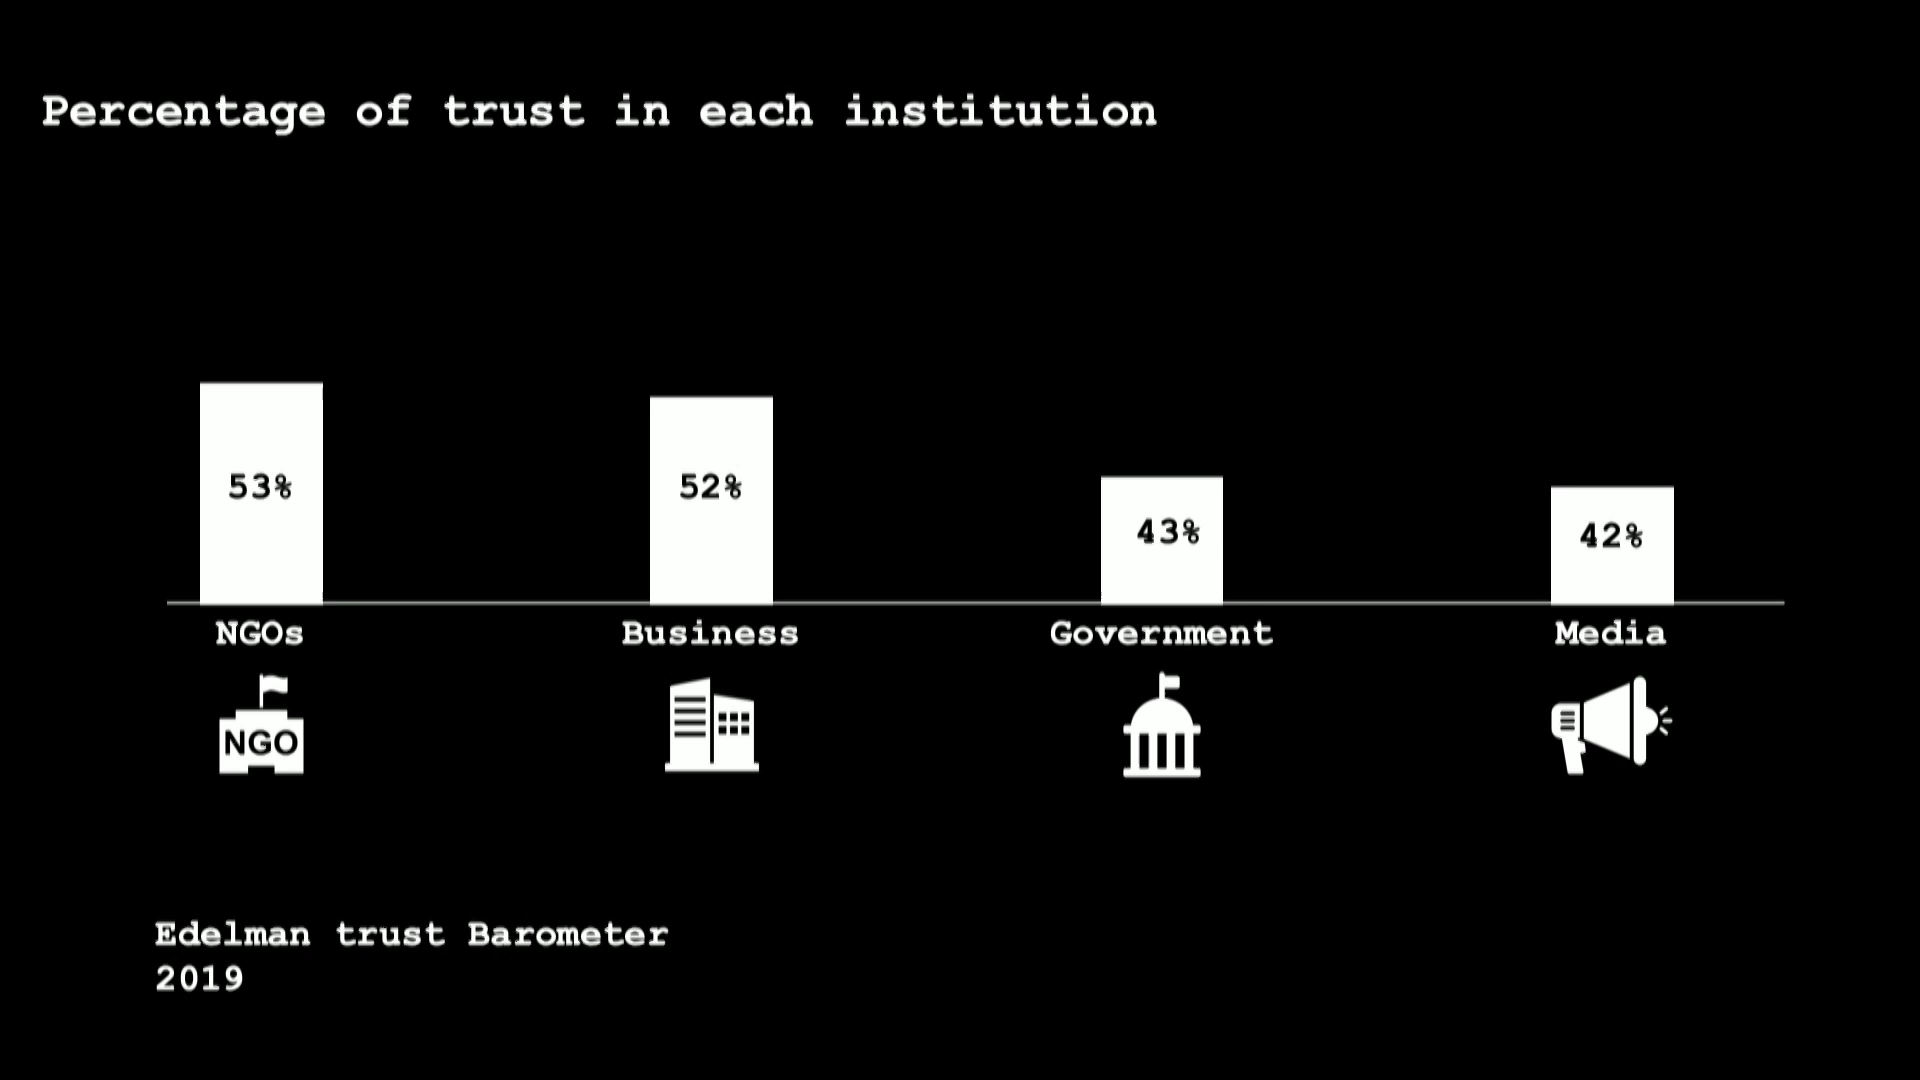 Percentage of trust in each institution
53%
52%
43%
42%
NGOs
Business
Government
Media
NGO
Edelman trust Barometer
2019